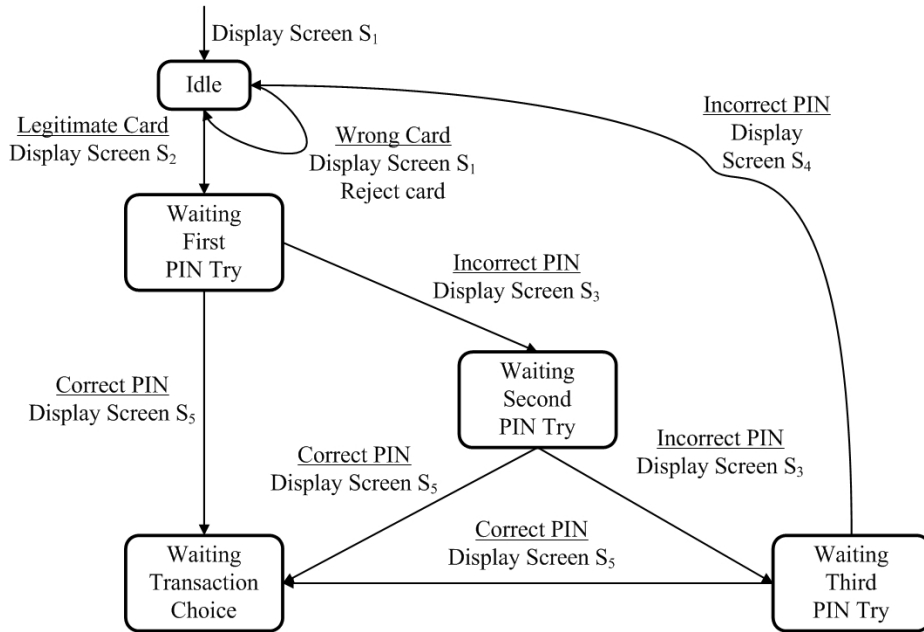 Display Screen S₁
Idle
Legitimate Card
Display Screen S₂
Wrong Card
Display Screen S₁
Reject card
Incorrect PIN
Display
Screen S₄
Waiting
First
PIN Try
Incorrect PIN
Display Screen S₃
Correct PIN
Display Screen S₅
Waiting
Second
PIN Try
Correct PIN
Display Screen S₅
Incorrect PIN
Display Screen S₃
Correct PIN
Display Screen S₅
Waiting
Transaction
Choice
Waiting
Third
PIN Try